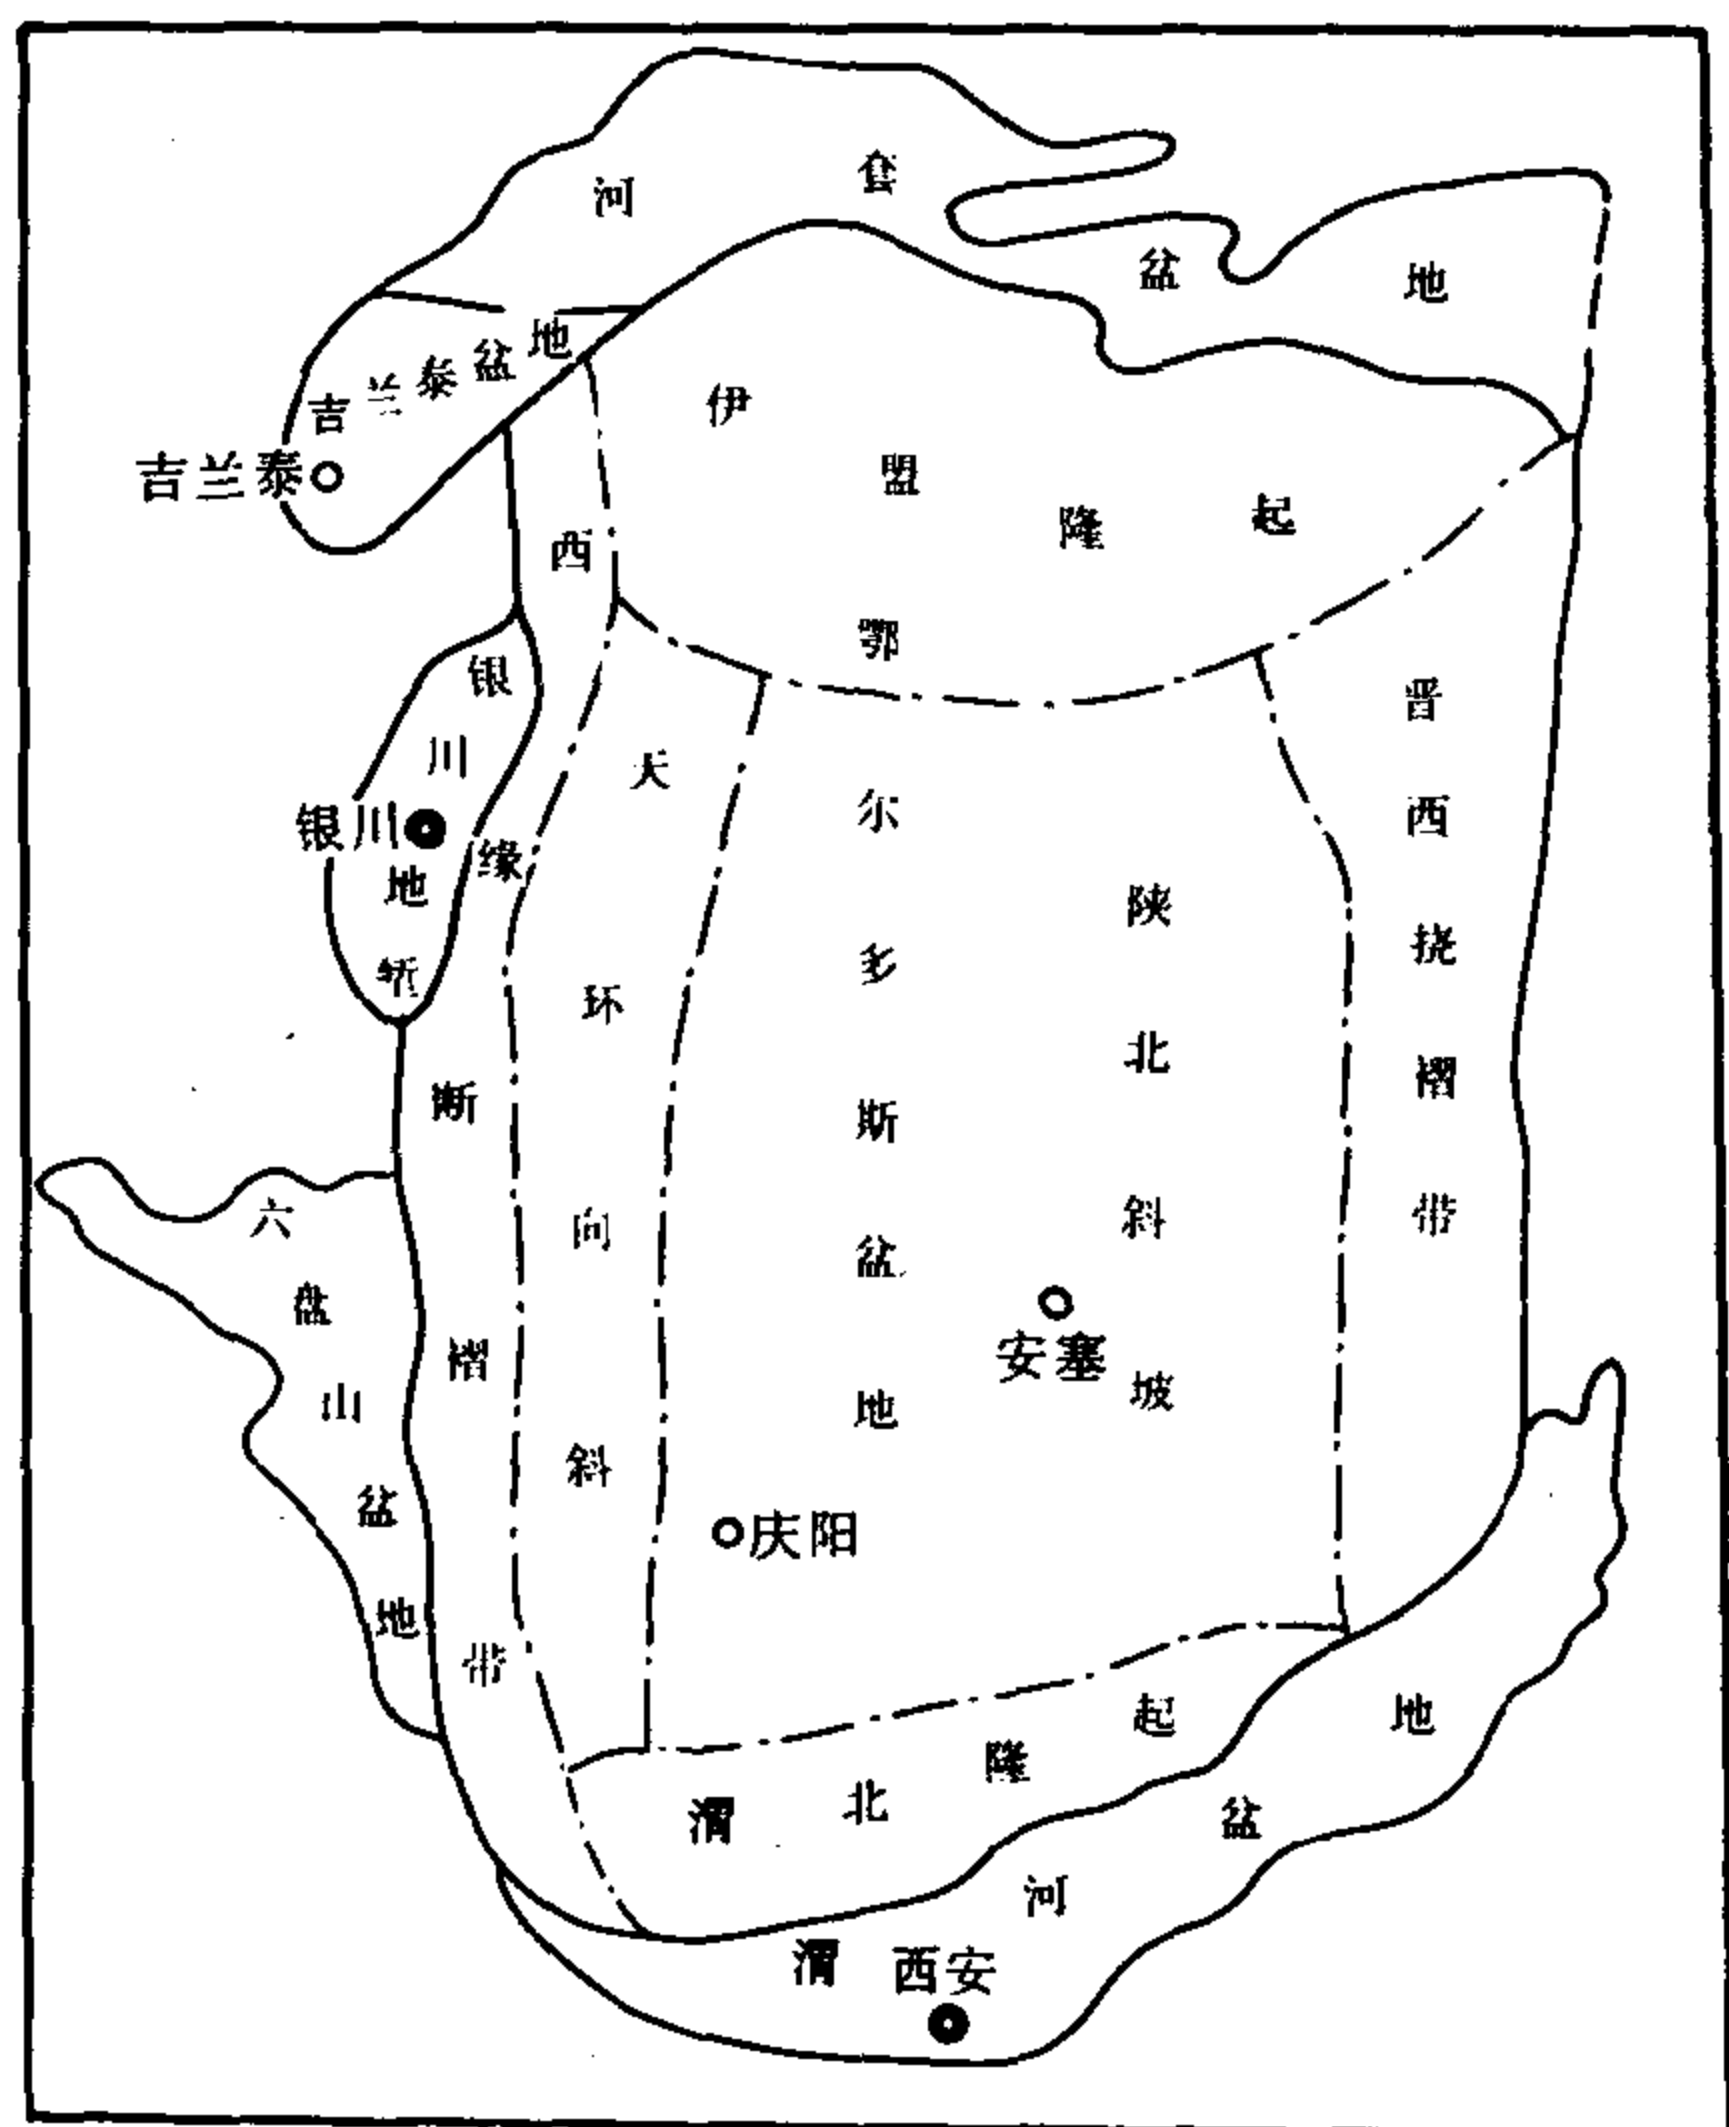 河套盆地
吉兰泰盆地
吉兰泰
伊盟隆起
西缘断褶带
银川地堑
银川
天环向斜
鄂尔多斯盆地
陕北斜坡
晋西挠褶带
六盘山盆地
安塞
庆阳
渭北隆起
渭河盆地
西安